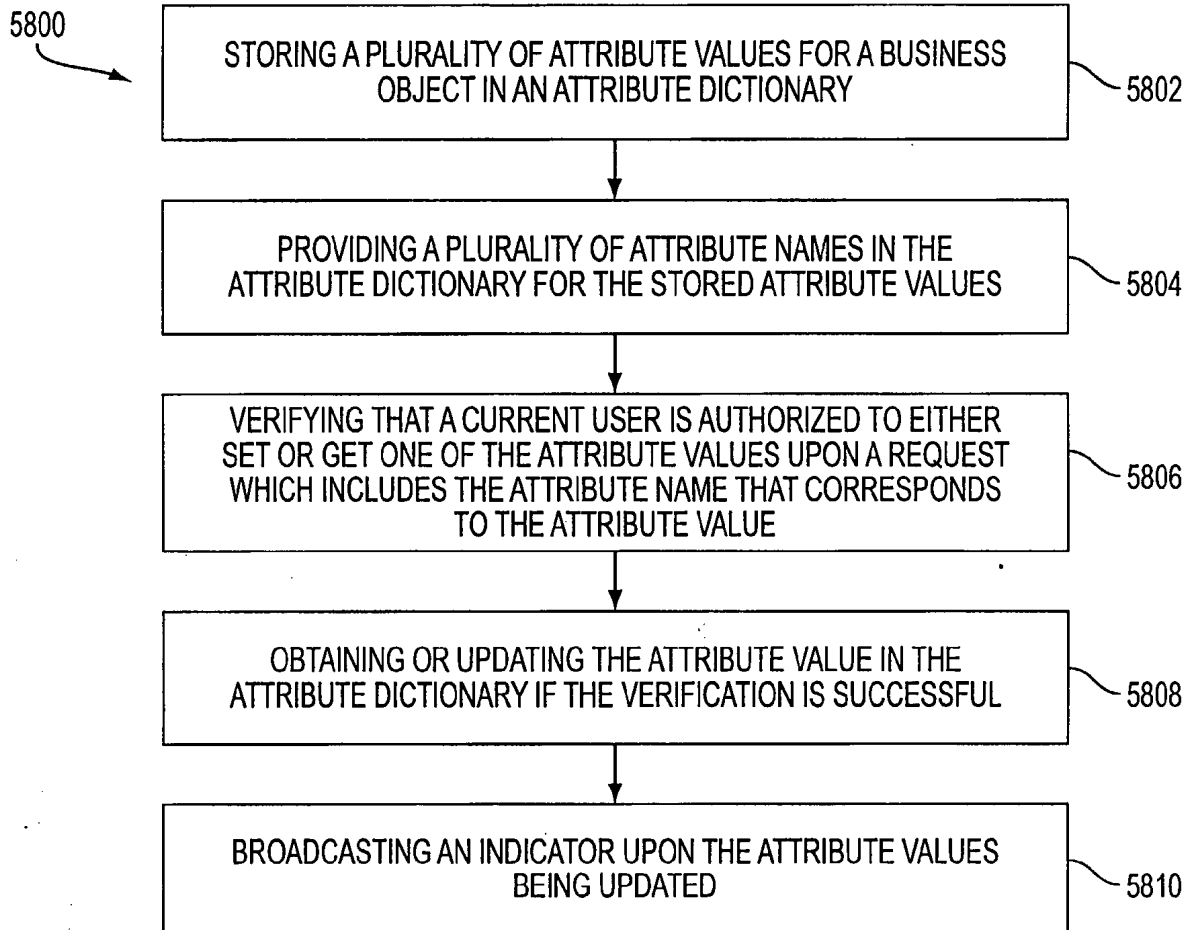 5800
STORING A PLURALITY OF ATTRIBUTE VALUES FOR A BUSINESS
OBJECT IN AN ATTRIBUTE DICTIONARY
5802
PROVIDING A PLURALITY OF ATTRIBUTE NAMES IN THE
ATTRIBUTE DICTIONARY FOR THE STORED ATTRIBUTE VALUES
5804
VERIFYING THAT A CURRENT USER IS AUTHORIZED TO EITHER
SET OR GET ONE OF THE ATTRIBUTE VALUES UPON A REQUEST
WHICH INCLUDES THE ATTRIBUTE NAME THAT CORRESPONDS
TO THE ATTRIBUTE VALUE
5806
OBTAINING OR UPDATING THE ATTRIBUTE VALUE IN THE
ATTRIBUTE DICTIONARY IF THE VERIFICATION IS SUCCESSFUL
5808
BROADCASTING AN INDICATOR UPON THE ATTRIBUTE VALUES
BEING UPDATED
5810